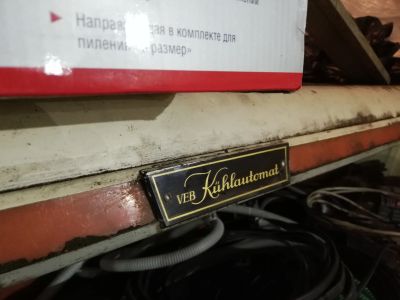 Направляющая в комплекте для
пиления «в размер»
VEB Kühlautomat